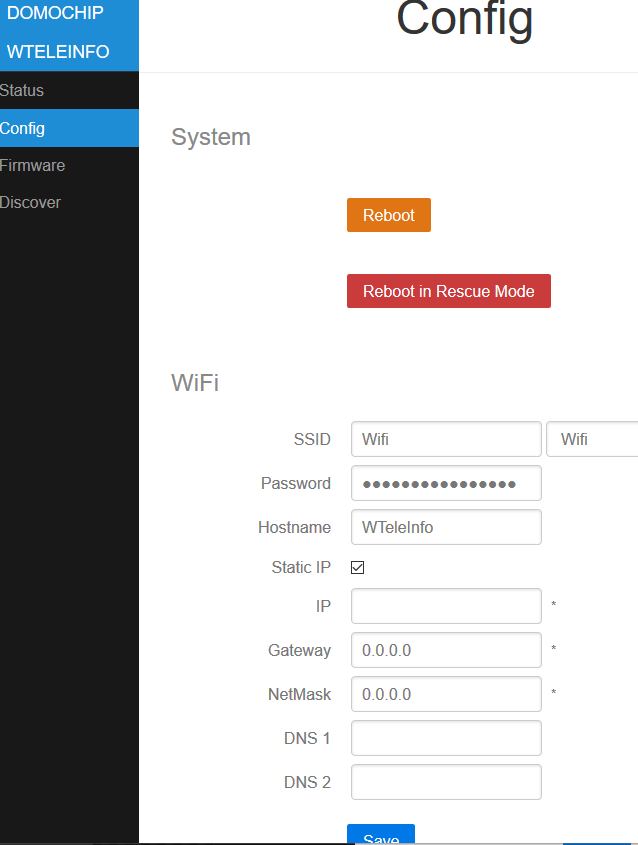 DOMOCHIP
WTELEINFO
Status
Config
Firmware
Discover
Config
System
Reboot
Reboot in Rescue Mode
WiFi
SSID Wifi Wifi
Password ●●●●●●●●●●●●●●●●
Hostname WTeleInfo
Static IP
IP *
Gateway 0.0.0.0 *
NetMask 0.0.0.0 *
DNS 1
DNS 2
Save